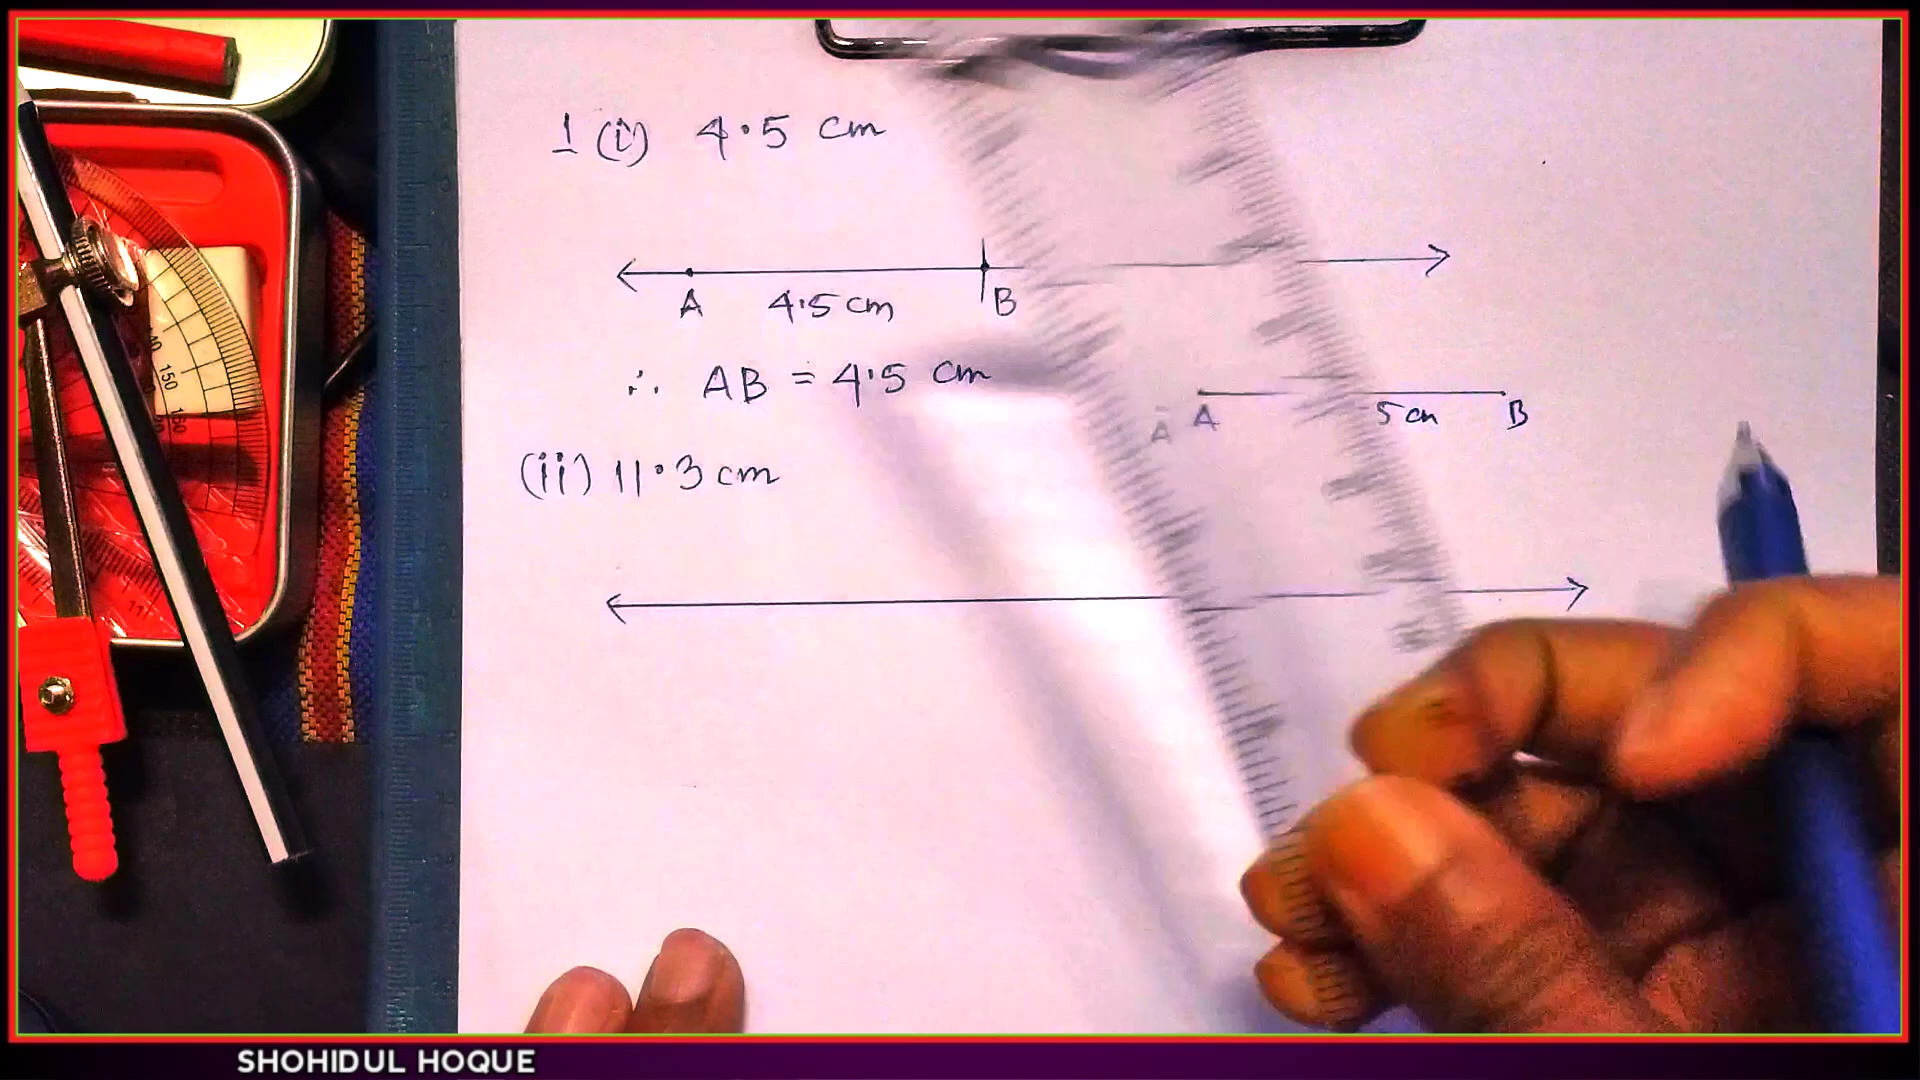 1 (i) 4.5 cm
A 4.5 cm B
∴ AB = 4.5 cm
A 5 cm B
A
(ii) 11.3 cm
150
SHOHIDUL HOQUE